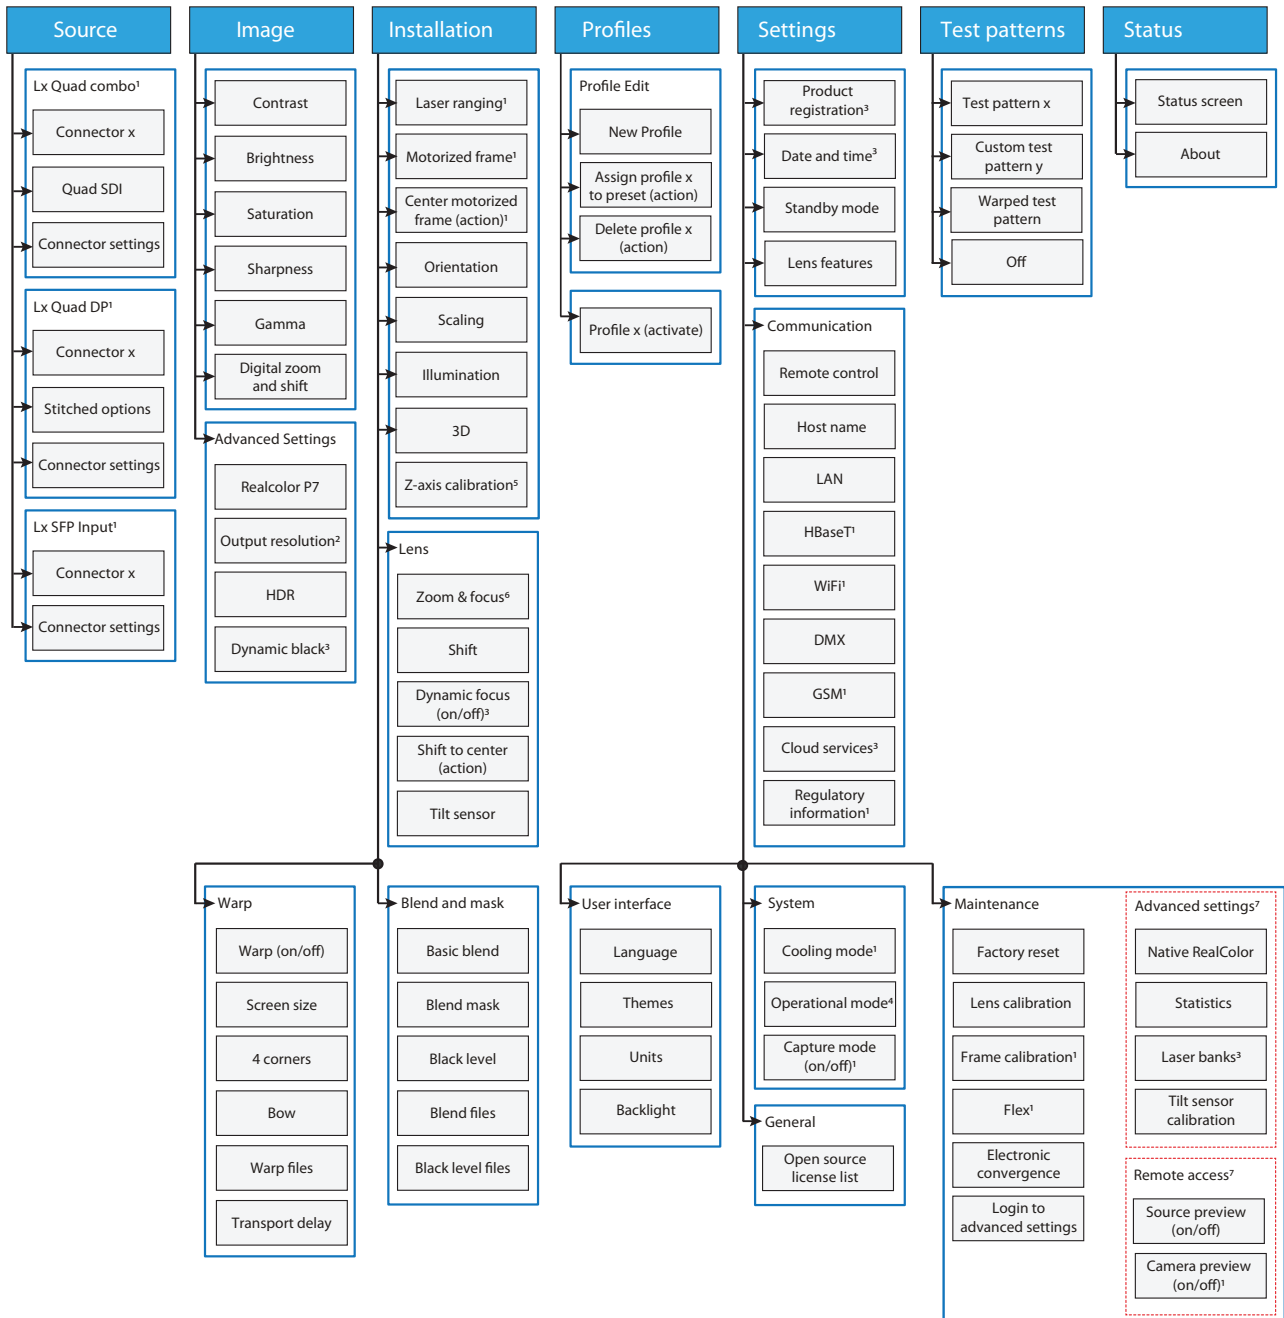 Source
Image
Installation
Profiles
Settings
Test patterns
Status
Lx Quad combo¹
Connector x
Quad SDI
Connector settings
Lx Quad DP¹
Connector x
Stitched options
Connector settings
Lx SFP Input¹
Connector x
Connector settings
Contrast
Brightness
Saturation
Sharpness
Gamma
Digital zoom
and shift
Advanced Settings
Realcolor P7
Output resolution²
HDR
Dynamic black³
Laser ranging¹
Motorized frame¹
Center motorized
frame (action)¹
Orientation
Scaling
Illumination
3D
Z-axis calibration⁵
Lens
Zoom & focus⁶
Shift
Dynamic focus
(on/off)³
Shift to center
(action)
Tilt sensor
Profile Edit
New Profile
Assign profile x
to preset (action)
Delete profile x
(action)
Profile x (activate)
Product
registration³
Date and time³
Standby mode
Lens features
Communication
Remote control
Host name
LAN
HBaseT¹
WiFi¹
DMX
GSM¹
Cloud services³
Regulatory
information¹
Test pattern x
Custom test
pattern y
Warped test
pattern
Off
Status screen
About
Warp
Warp (on/off)
Screen size
4 corners
Bow
Warp files
Transport delay
Blend and mask
Basic blend
Blend mask
Black level
Blend files
Black level files
User interface
Language
Themes
Units
Backlight
System
Cooling mode¹
Operational mode⁴
Capture mode
(on/off)¹
General
Open source
license list
Maintenance
Factory reset
Lens calibration
Frame calibration¹
Flex¹
Electronic
convergence
Login to
advanced settings
Advanced settings⁷
Native RealColor
Statistics
Laser banks³
Tilt sensor
calibration
Remote access⁷
Source preview
(on/off)
Camera preview
(on/off)¹